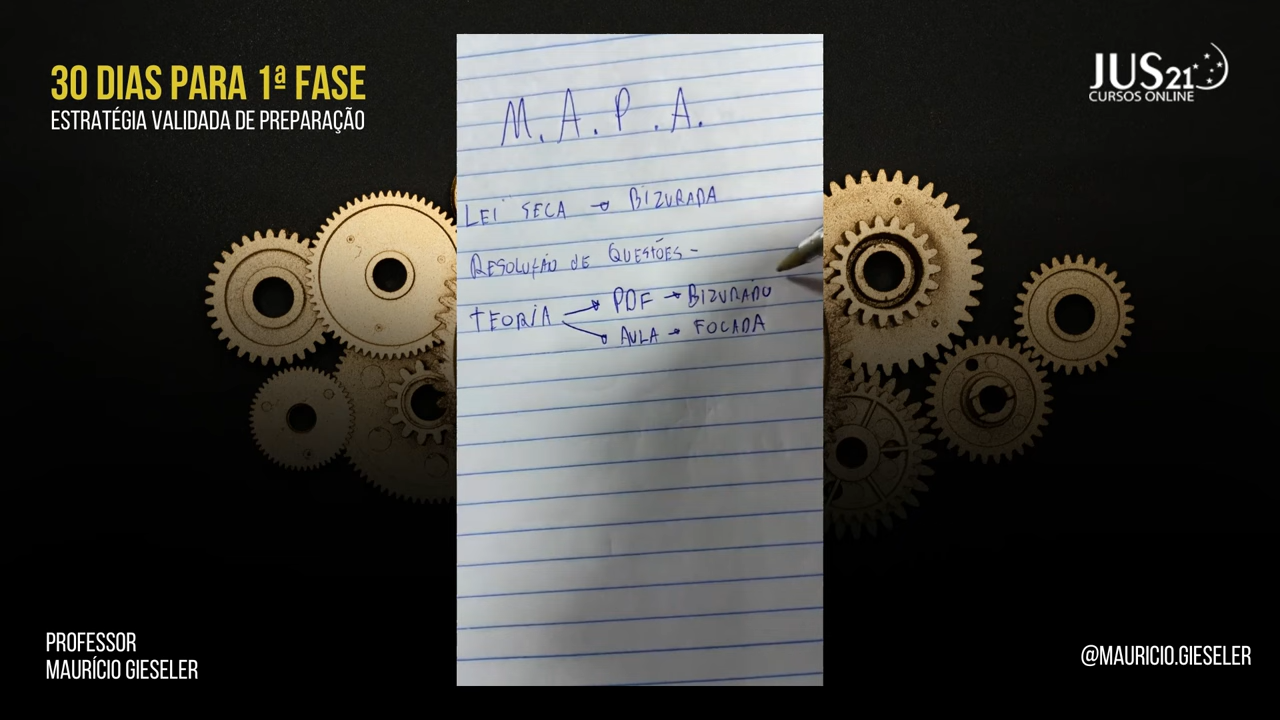 30 DIAS PARA 1ª FASE
ESTRATÉGIA VALIDADA DE PREPARAÇÃO
JUS21
CURSOS ONLINE
M.A.P.A.
LEI SECA → BIZURADA
RESOLUÇÃO DE QUESTÕES -
TEORIA → PDF → BIZURADO
→ AULA → FOCADA
PROFESSOR
MAURÍCIO GIESELER
@MAURICIO.GIESELER